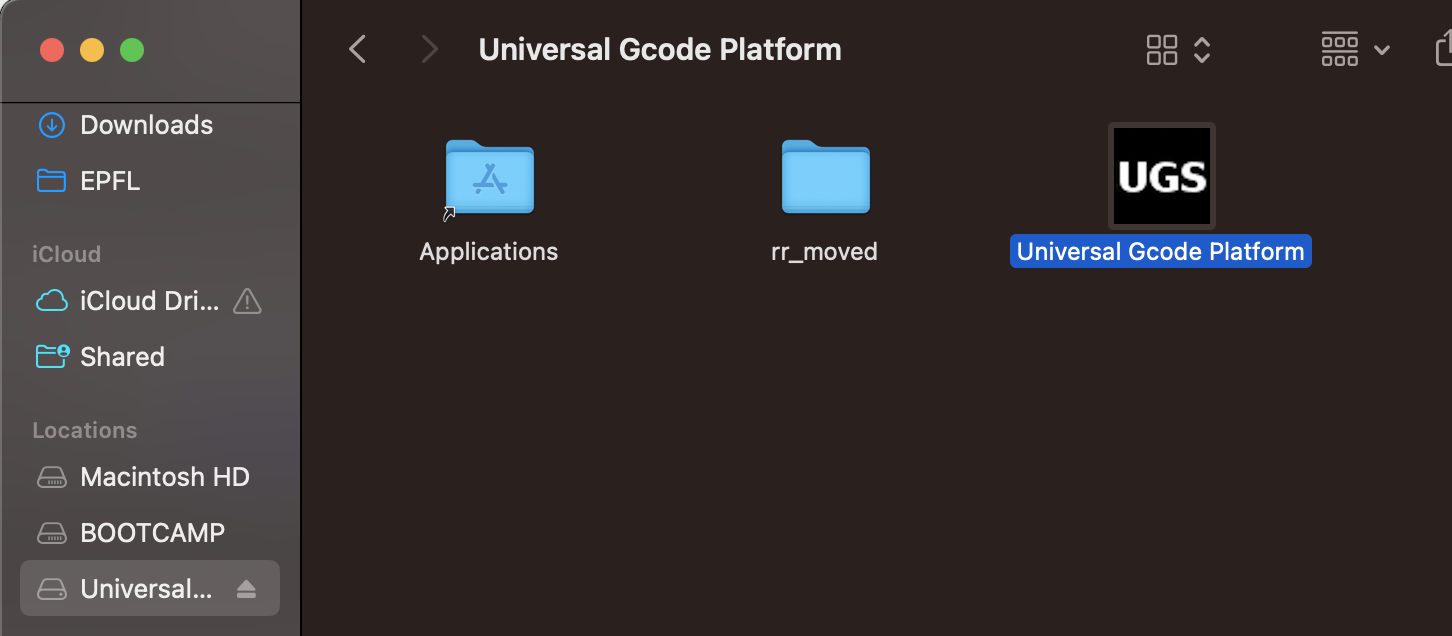 Universal Gcode Platform
Downloads
EPFL
iCloud
iCloud Dri...
Shared
Locations
Macintosh HD
BOOTCAMP
Universal...
Applications
rr_moved
UGS
Universal Gcode Platform